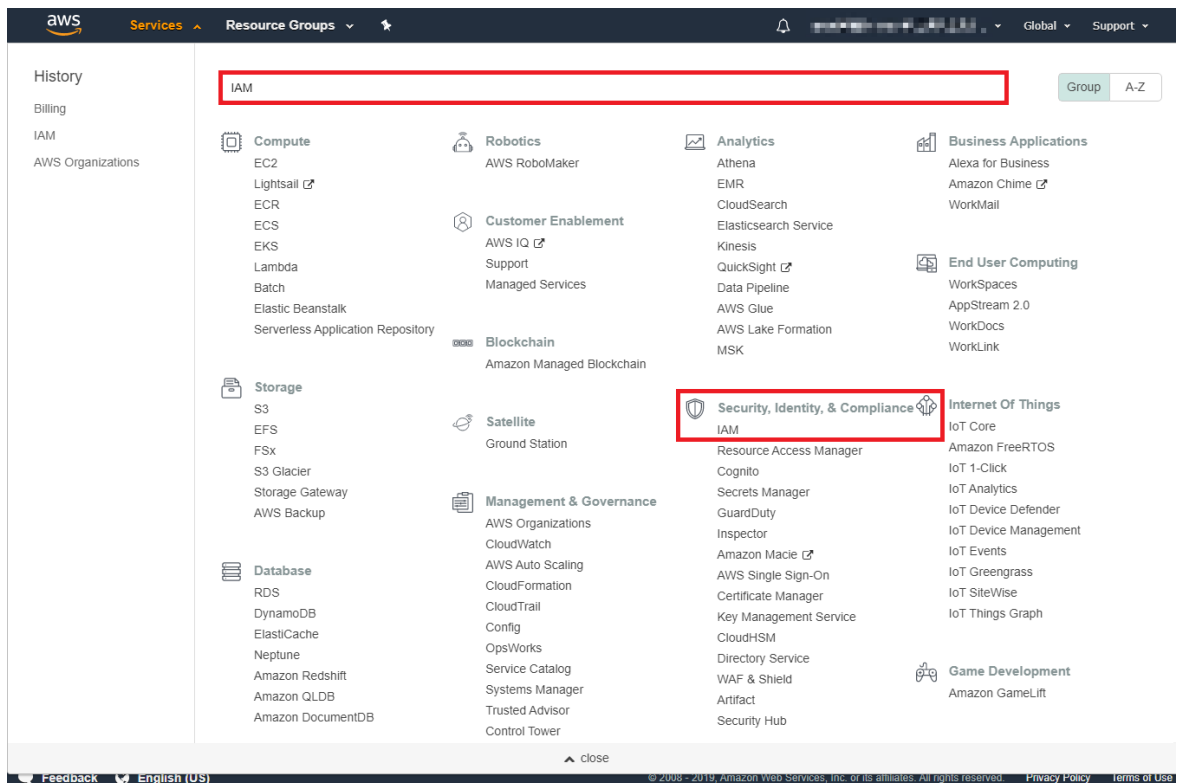 aws Services Resource Groups Global Support
History
Billing
IAM
AWS Organizations
IAM
Group A-Z
Compute
EC2
Lightsail
ECR
ECS
EKS
Lambda
Batch
Elastic Beanstalk
Serverless Application Repository
Storage
S3
EFS
FSx
S3 Glacier
Storage Gateway
AWS Backup
Database
RDS
DynamoDB
ElastiCache
Neptune
Amazon Redshift
Amazon QLDB
Amazon DocumentDB
Robotics
AWS RoboMaker
Customer Enablement
AWS IQ
Support
Managed Services
Blockchain
Amazon Managed Blockchain
Satellite
Ground Station
Management & Governance
AWS Organizations
CloudWatch
AWS Auto Scaling
CloudFormation
CloudTrail
Config
OpsWorks
Service Catalog
Systems Manager
Trusted Advisor
Control Tower
Analytics
Athena
EMR
CloudSearch
Elasticsearch Service
Kinesis
QuickSight
Data Pipeline
AWS Glue
AWS Lake Formation
MSK
Security, Identity, & Compliance
IAM
Resource Access Manager
Cognito
Secrets Manager
GuardDuty
Inspector
Amazon Macie
AWS Single Sign-On
Certificate Manager
Key Management Service
CloudHSM
Directory Service
WAF & Shield
Artifact
Security Hub
Business Applications
Alexa for Business
Amazon Chime
WorkMail
End User Computing
WorkSpaces
AppStream 2.0
WorkDocs
WorkLink
Internet Of Things
IoT Core
Amazon FreeRTOS
IoT 1-Click
IoT Analytics
IoT Device Defender
IoT Device Management
IoT Events
IoT Greengrass
IoT SiteWise
IoT Things Graph
Game Development
Amazon GameLift
close
Feedback English (US) © 2008 - 2019, Amazon Web Services, Inc. or its affiliates. All rights reserved. Privacy Policy Terms of Use